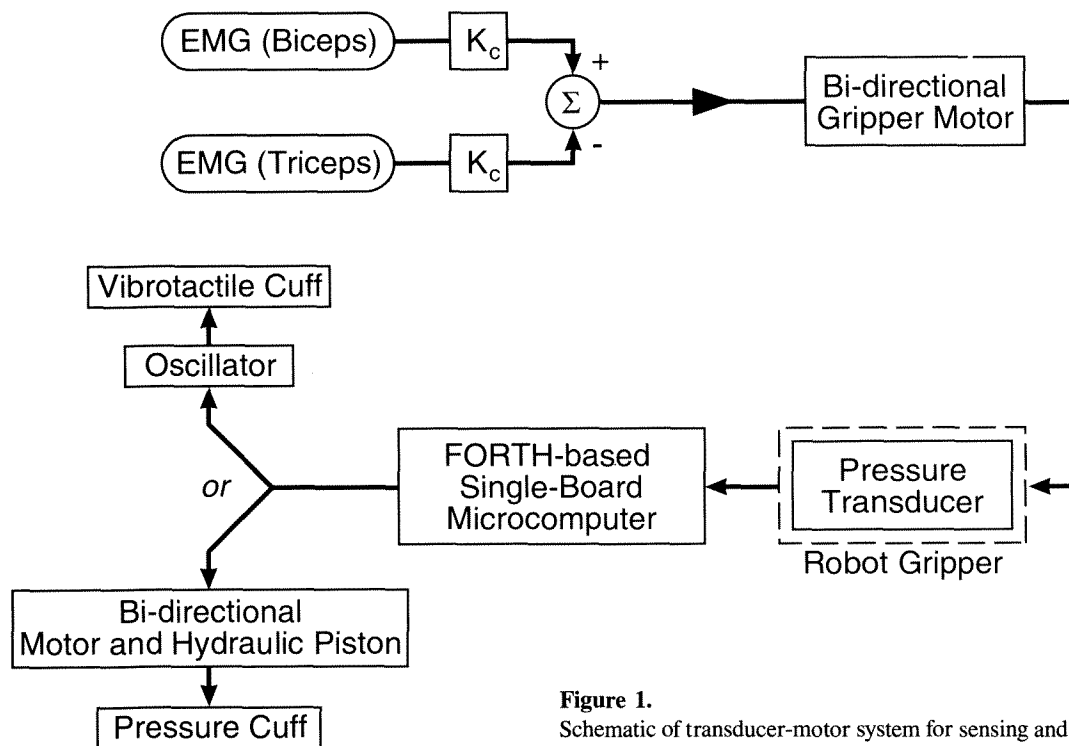 EMG (Biceps)
Kc
+
Σ
Bi-directional
Gripper Motor
EMG (Triceps)
Kc
-
Vibrotactile Cuff
Oscillator
or
FORTH-based
Single-Board
Microcomputer
Pressure
Transducer
Robot Gripper
Bi-directional
Motor and Hydraulic Piston
Pressure Cuff
Figure 1.
Schematic of transducer-motor system for sensing and